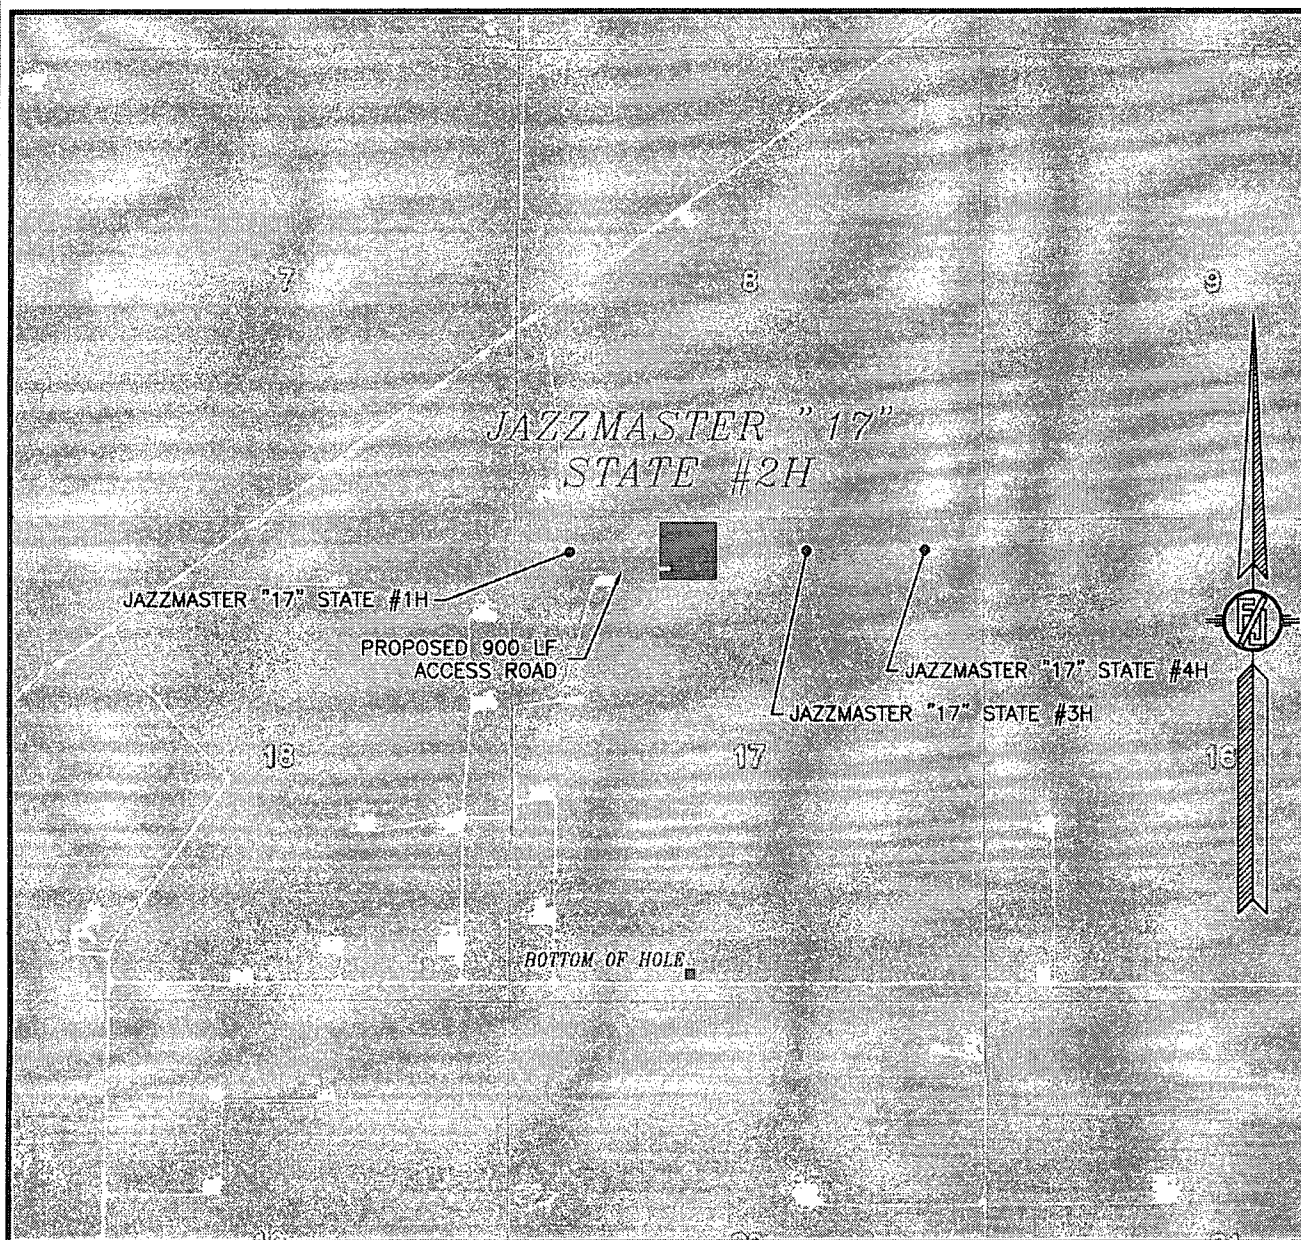 7
8
9
JAZZMASTER "17"
STATE #2H
JAZZMASTER "17" STATE #1H
PROPOSED 900 LF
ACCESS ROAD
JAZZMASTER "17" STATE #4H
JAZZMASTER "17" STATE #3H
18
17
16
BOTTOM OF HOLE